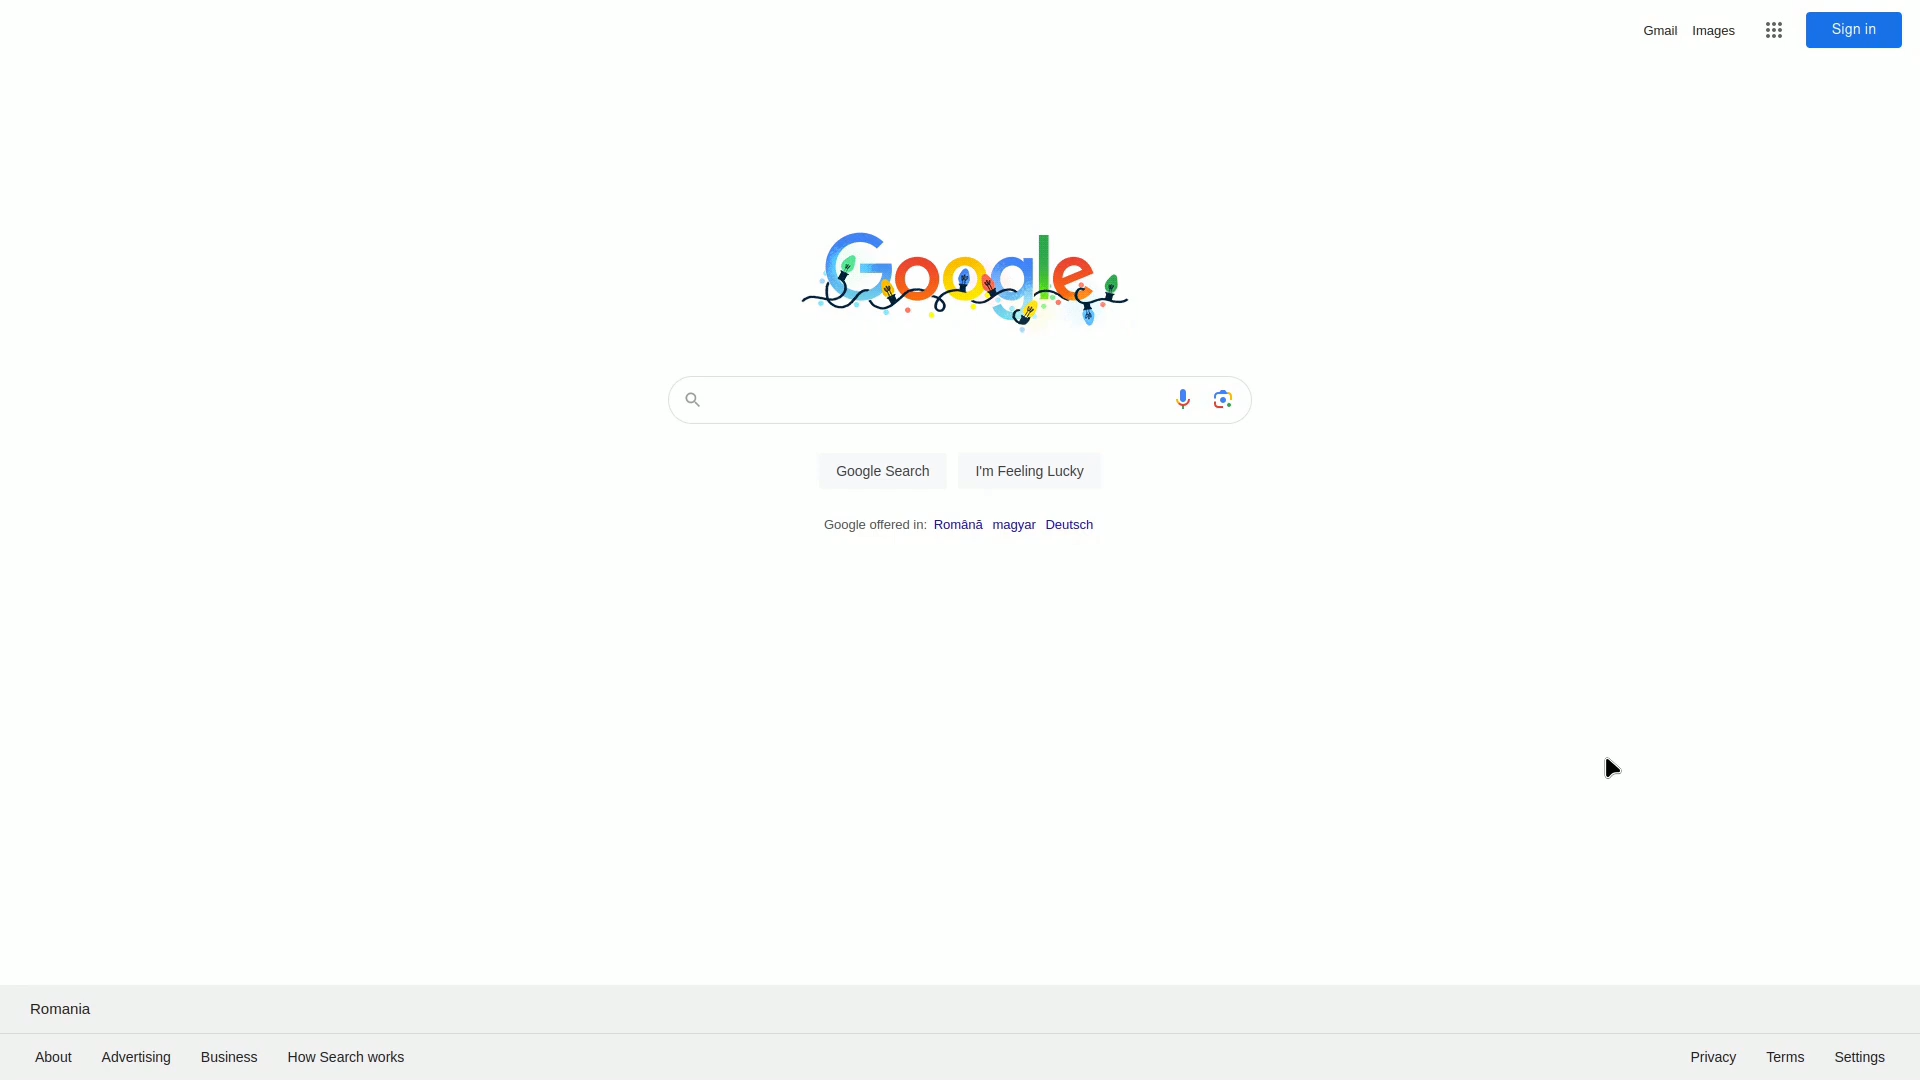 Gmail Images Sign in
Google
Google Search I'm Feeling Lucky
Google offered in: Română magyar Deutsch
Romania
About Advertising Business How Search works Privacy Terms Settings